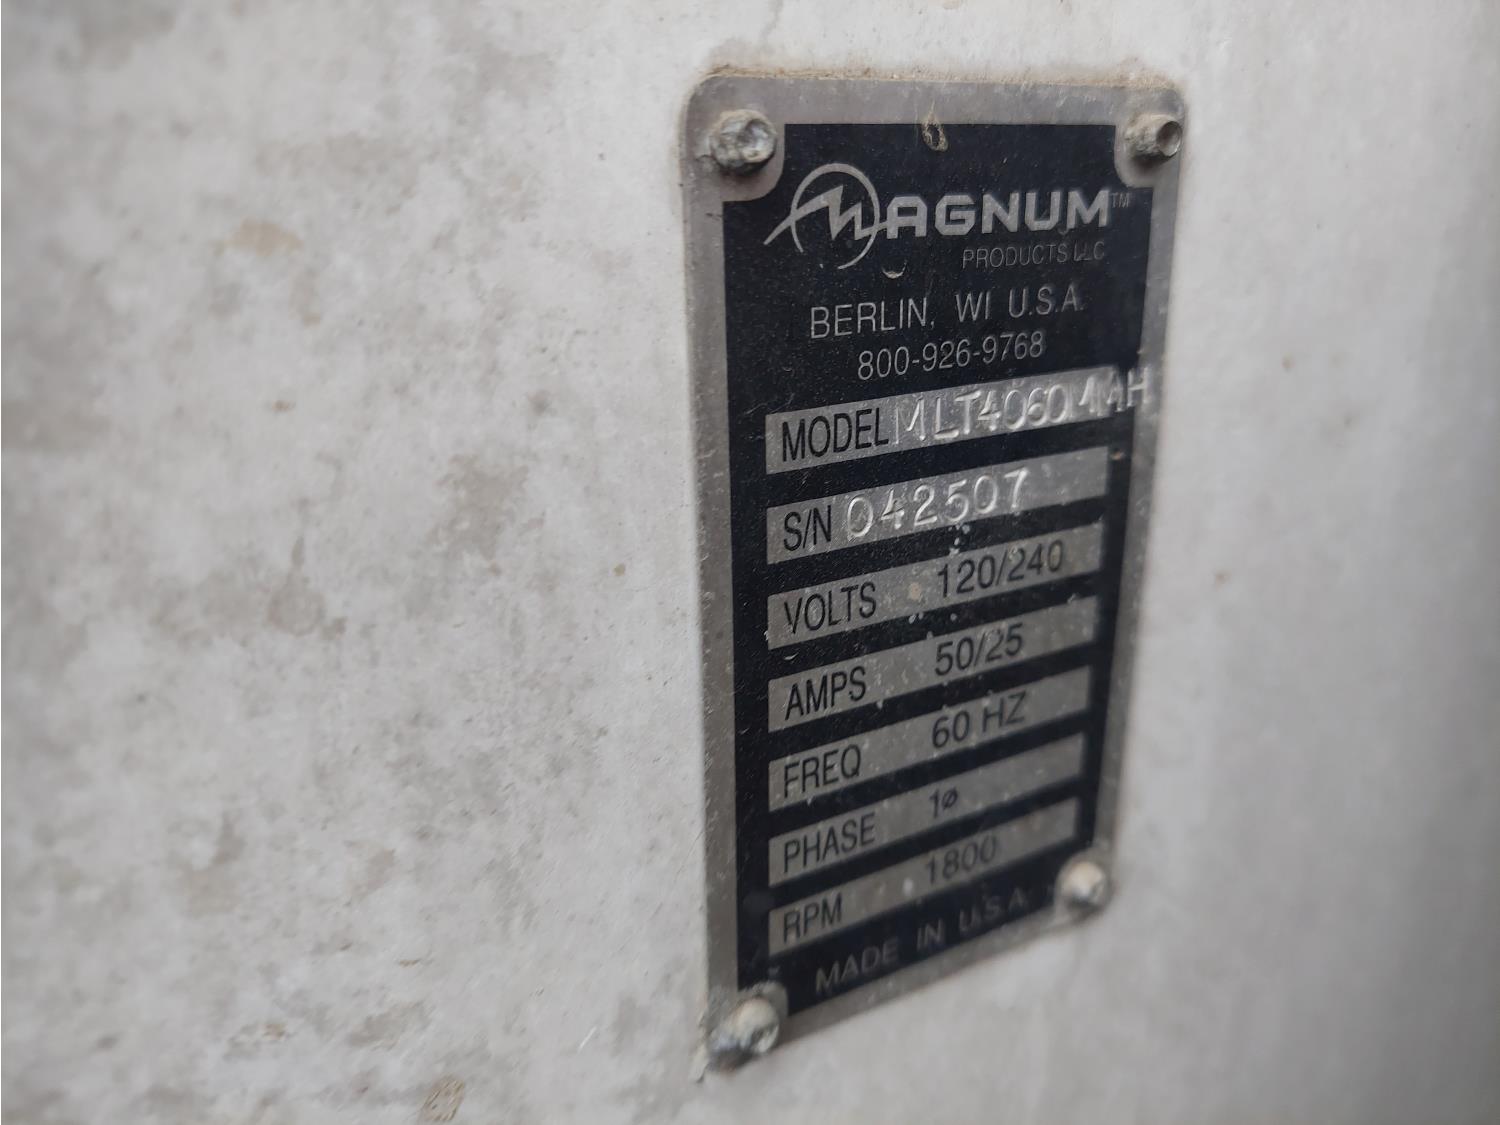 MAGNUM™
PRODUCTS LLC
BERLIN, WI U.S.A.
800-926-9768
MODEL MLT4060MMH
S/N 042507
VOLTS 120/240
AMPS 50/25
FREQ 60 HZ
PHASE 1ø
RPM 1800
MADE IN U.S.A.